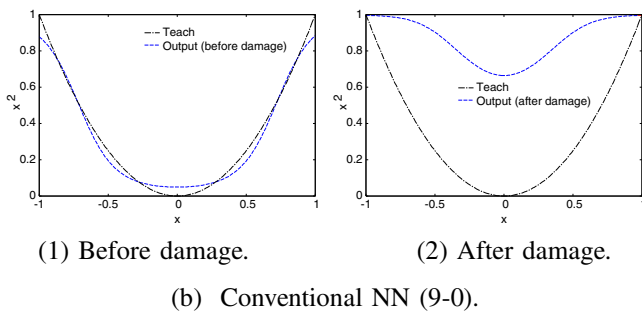 1
0.8
0.6
0.4
0.2
0
x 2
-1
-0.5
0
0.5
1
x
Teach
Output (before damage)
(1) Before damage.
1
0.8
0.6
0.4
0.2
0
x 2
-1
-0.5
0
0.5
1
x
Teach
Output (after damage)
(2) After damage.
(b) Conventional NN (9-0).